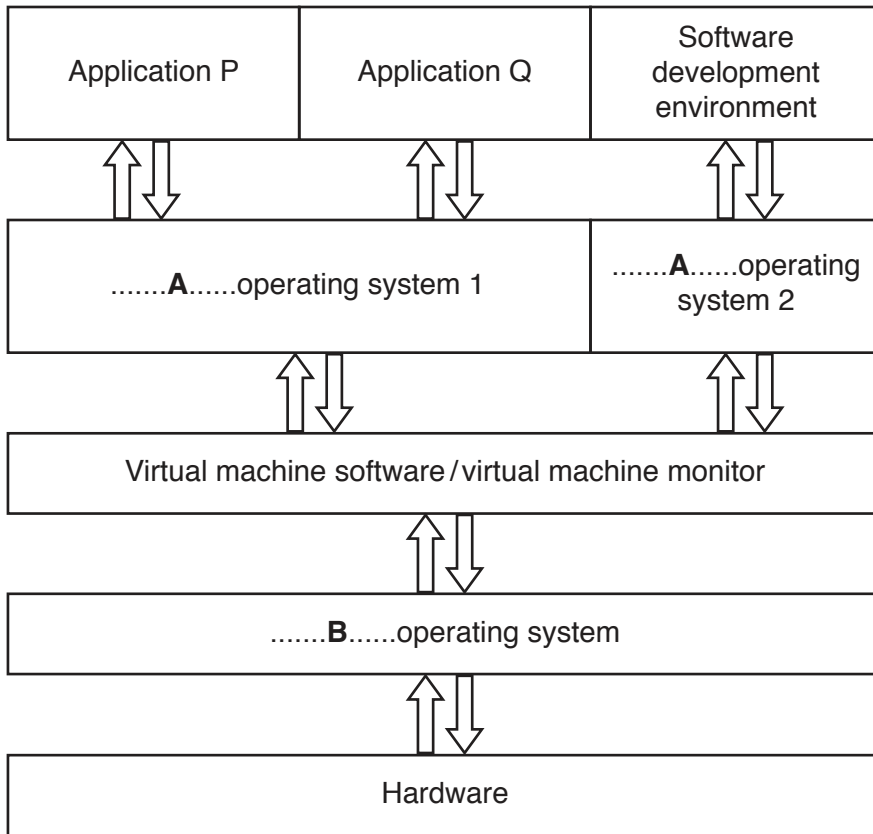 Application P
Application Q
Software
development
environment
.......A......operating system 1
.......A......operating
system 2
Virtual machine software/virtual machine monitor
.......B......operating system
Hardware